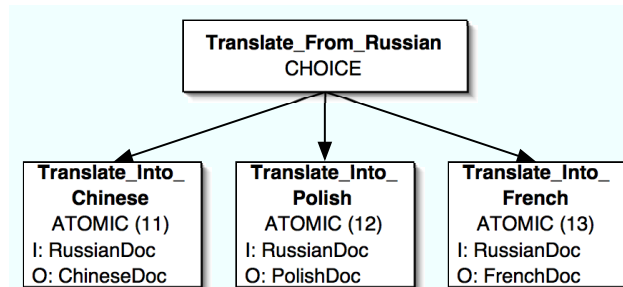 Translate_From_Russian
CHOICE
Translate_Into_
Chinese
ATOMIC (11)
I: RussianDoc
O: ChineseDoc
Translate_Into_
Polish
ATOMIC (12)
I: RussianDoc
O: PolishDoc
Translate_Into_
French
ATOMIC (13)
I: RussianDoc
O: FrenchDoc